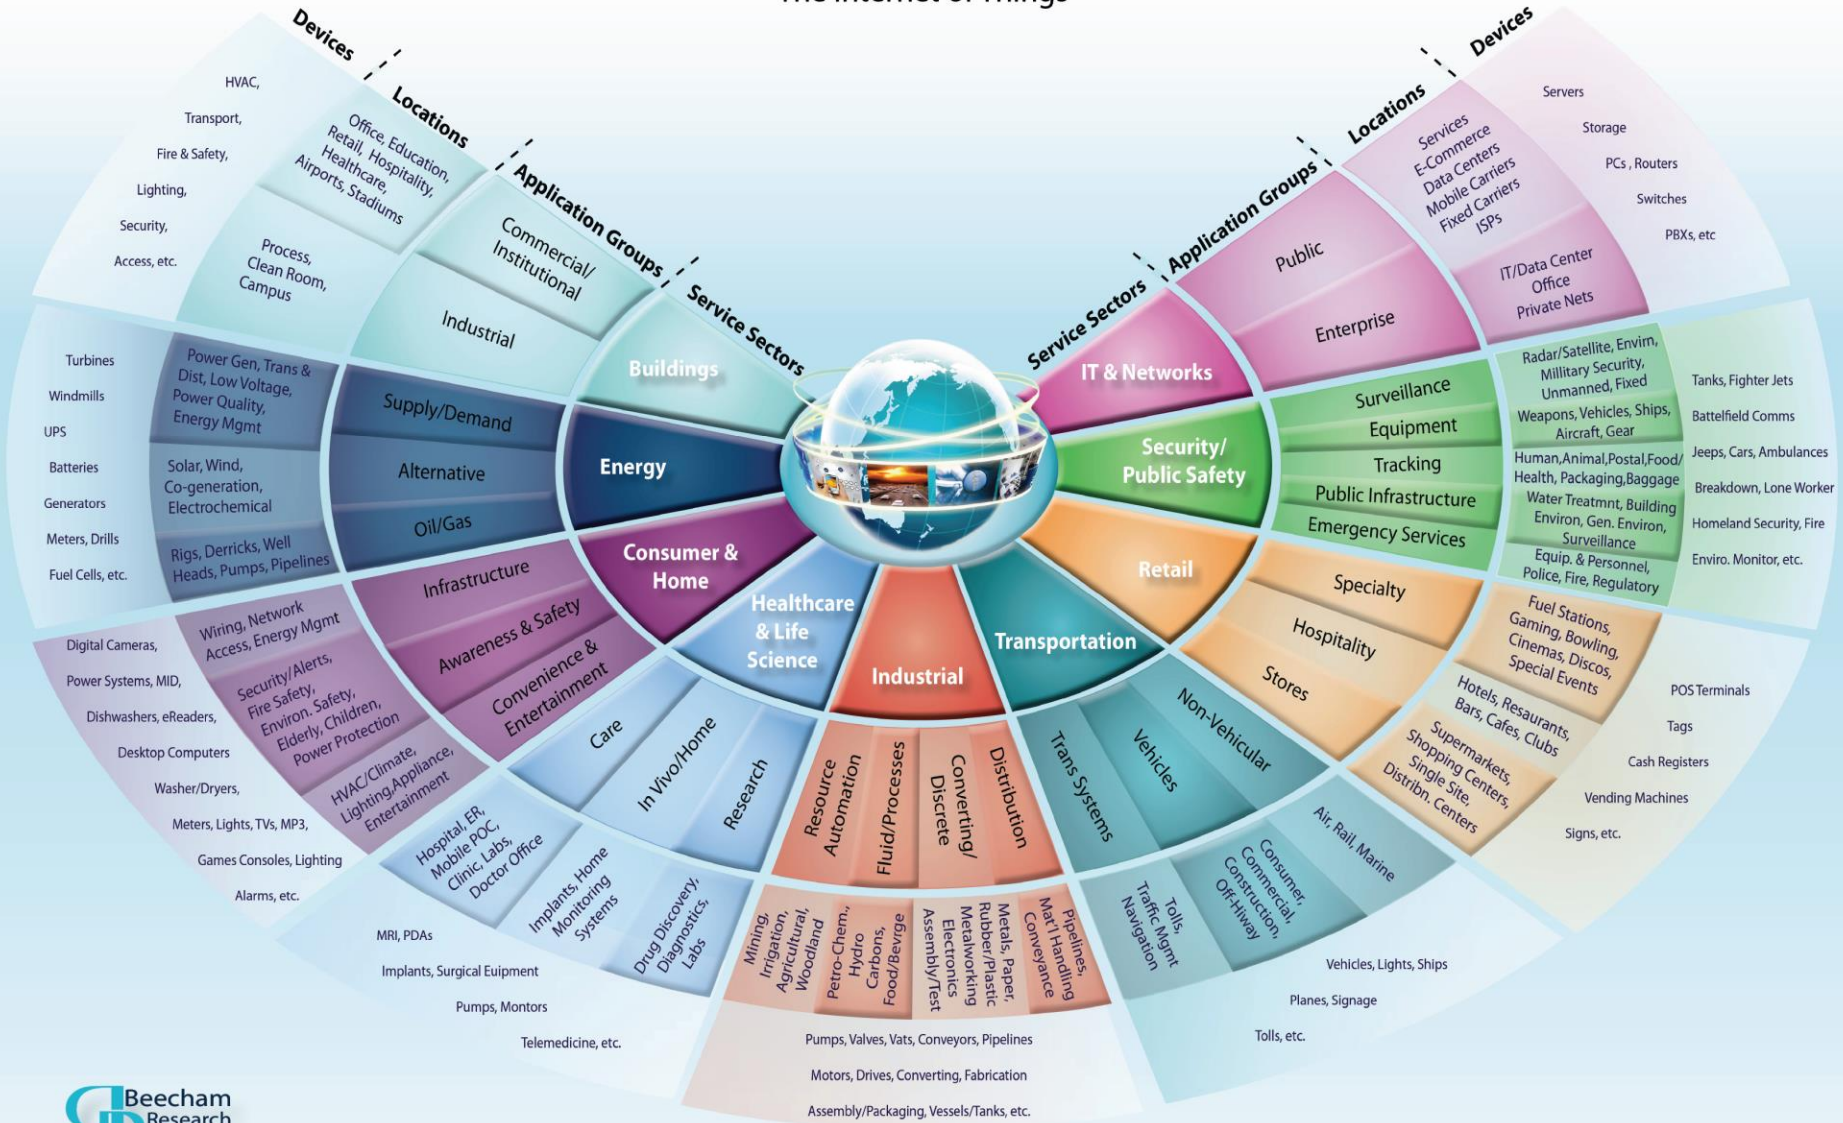 The Internet of Things
Devices
Locations
Application Groups
Service Sectors
HVAC,
Transport,
Fire & Safety,
Lighting,
Security,
Access, etc.
Office, Education,
Retail, Hospitality,
Healthcare,
Airports, Stadiums
Process,
Clean Room,
Campus
Commercial/
Institutional
Industrial
Buildings
Turbines
Windmills
UPS
Batteries
Generators
Meters, Drills
Fuel Cells, etc.
Power Gen, Trans &
Dist, Low Voltage,
Power Quality,
Energy Mgmt
Solar, Wind,
Co-generation,
Electrochemical
Rigs, Derricks, Well
Heads, Pumps, Pipelines
Supply/Demand
Alternative
Oil/Gas
Energy
Digital Cameras,
Power Systems, MID,
Dishwashers, eReaders,
Desktop Computers
Washer/Dryers,
Meters, Lights, TVs, MP3,
Games Consoles, Lighting
Alarms, etc.
Wiring, Network
Access, Energy Mgmt
Security/Alerts,
Fire Safety,
Environ. Safety,
Elderly, Children,
Power Protection
HVAC/Climate,
Lighting,Appliance,
Entertainment
Infrastructure
Awareness & Safety
Convenience &
Entertainment
Consumer &
Home
MRI, PDAs
Implants, Surgical Euipment
Pumps, Montors
Telemedicine, etc.
Hospital, ER,
Mobile POC,
Clinic, Labs,
Doctor Office
Implants, Home
Monitoring
Systems
Drug Discovery,
Diagnostics,
Labs
Care
In Vivo/Home
Research
Healthcare
& Life
Science
Industrial
Resource
Automation
Fluid/Processes
Converting/
Discrete
Distribution
Mining,
Irrigation,
Agricultural,
Woodland
Petro-Chem.,
Hydro
Carbons,
Food/Bevrge
Metals, Paper,
Rubber/Plastic
Metalworking
Electronics
Assembly/Test
Pipelines,
Mat'l Handling
Conveyance
Pumps, Valves, Vats, Conveyors, Pipelines
Motors, Drives, Converting, Fabrication
Assembly/Packaging, Vessels/Tanks, etc.
Transportation
Trans Systems
Vehicles
Non-Vehicular
Tolls,
Traffic Mgmt
Navigation
Consumer,
Commercial,
Construction,
Off-Hiway
Air, Rail, Marine
Vehicles, Lights, Ships
Planes, Signage
Tolls, etc.
Retail
Specialty
Hospitality
Stores
Fuel Stations,
Gaming, Bowling,
Cinemas, Discos,
Special Events
Hotels, Resaurants,
Bars, Cafes, Clubs
Supermarkets,
Shopping Centers,
Single Site,
Distribn. Centers
POS Terminals
Tags
Cash Registers
Vending Machines
Signs, etc.
Security/
Public Safety
Surveillance
Equipment
Tracking
Public Infrastructure
Emergency Services
Radar/Satellite, Envirn,
Millitary Security,
Unmanned, Fixed
Weapons, Vehicles, Ships,
Aircraft, Gear
Human,Animal,Postal,Food/
Health, Packaging,Baggage
Water Treatmnt, Building
Environ, Gen. Environ,
Surveillance
Equip. & Personnel,
Police, Fire, Regulatory
Tanks, Fighter Jets
Battelfield Comms
Jeeps, Cars, Ambulances
Breakdown, Lone Worker
Homeland Security, Fire
Enviro. Monitor, etc.
IT & Networks
Public
Enterprise
Services
E-Commerce
Data Centers
Mobile Carriers
Fixed Carriers
ISPs
IT/Data Center
Office
Private Nets
Servers
Storage
PCs , Routers
Switches
PBXs, etc
Devices
Locations
Application Groups
Service Sectors
Beecham
Research